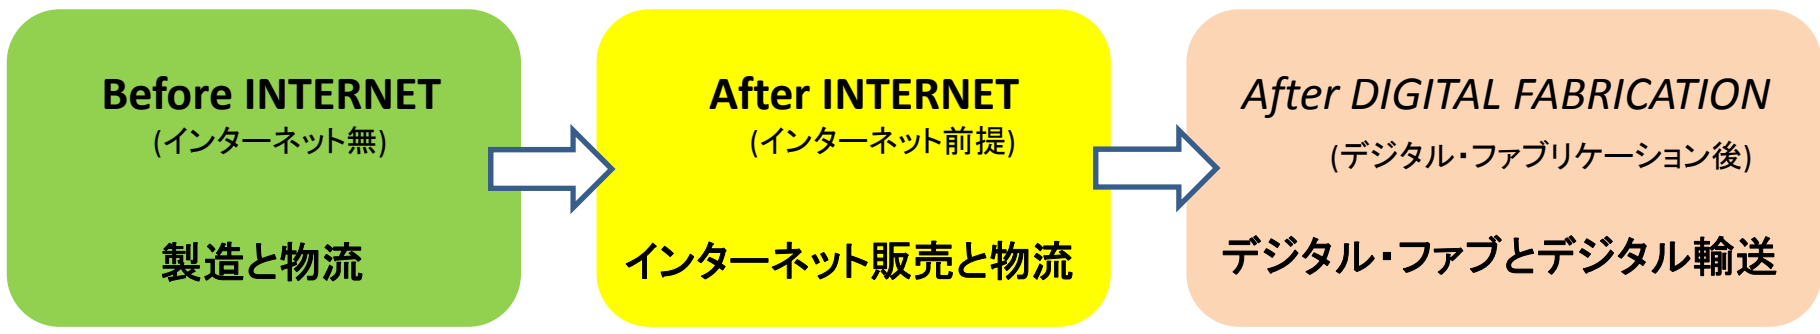 Before INTERNET
(インターネット無)
製造と物流
After INTERNET
(インターネット前提)
インターネット販売と物流
After DIGITAL FABRICATION
(デジタル・ファブリケーション後)
デジタル・ファブとデジタル輸送